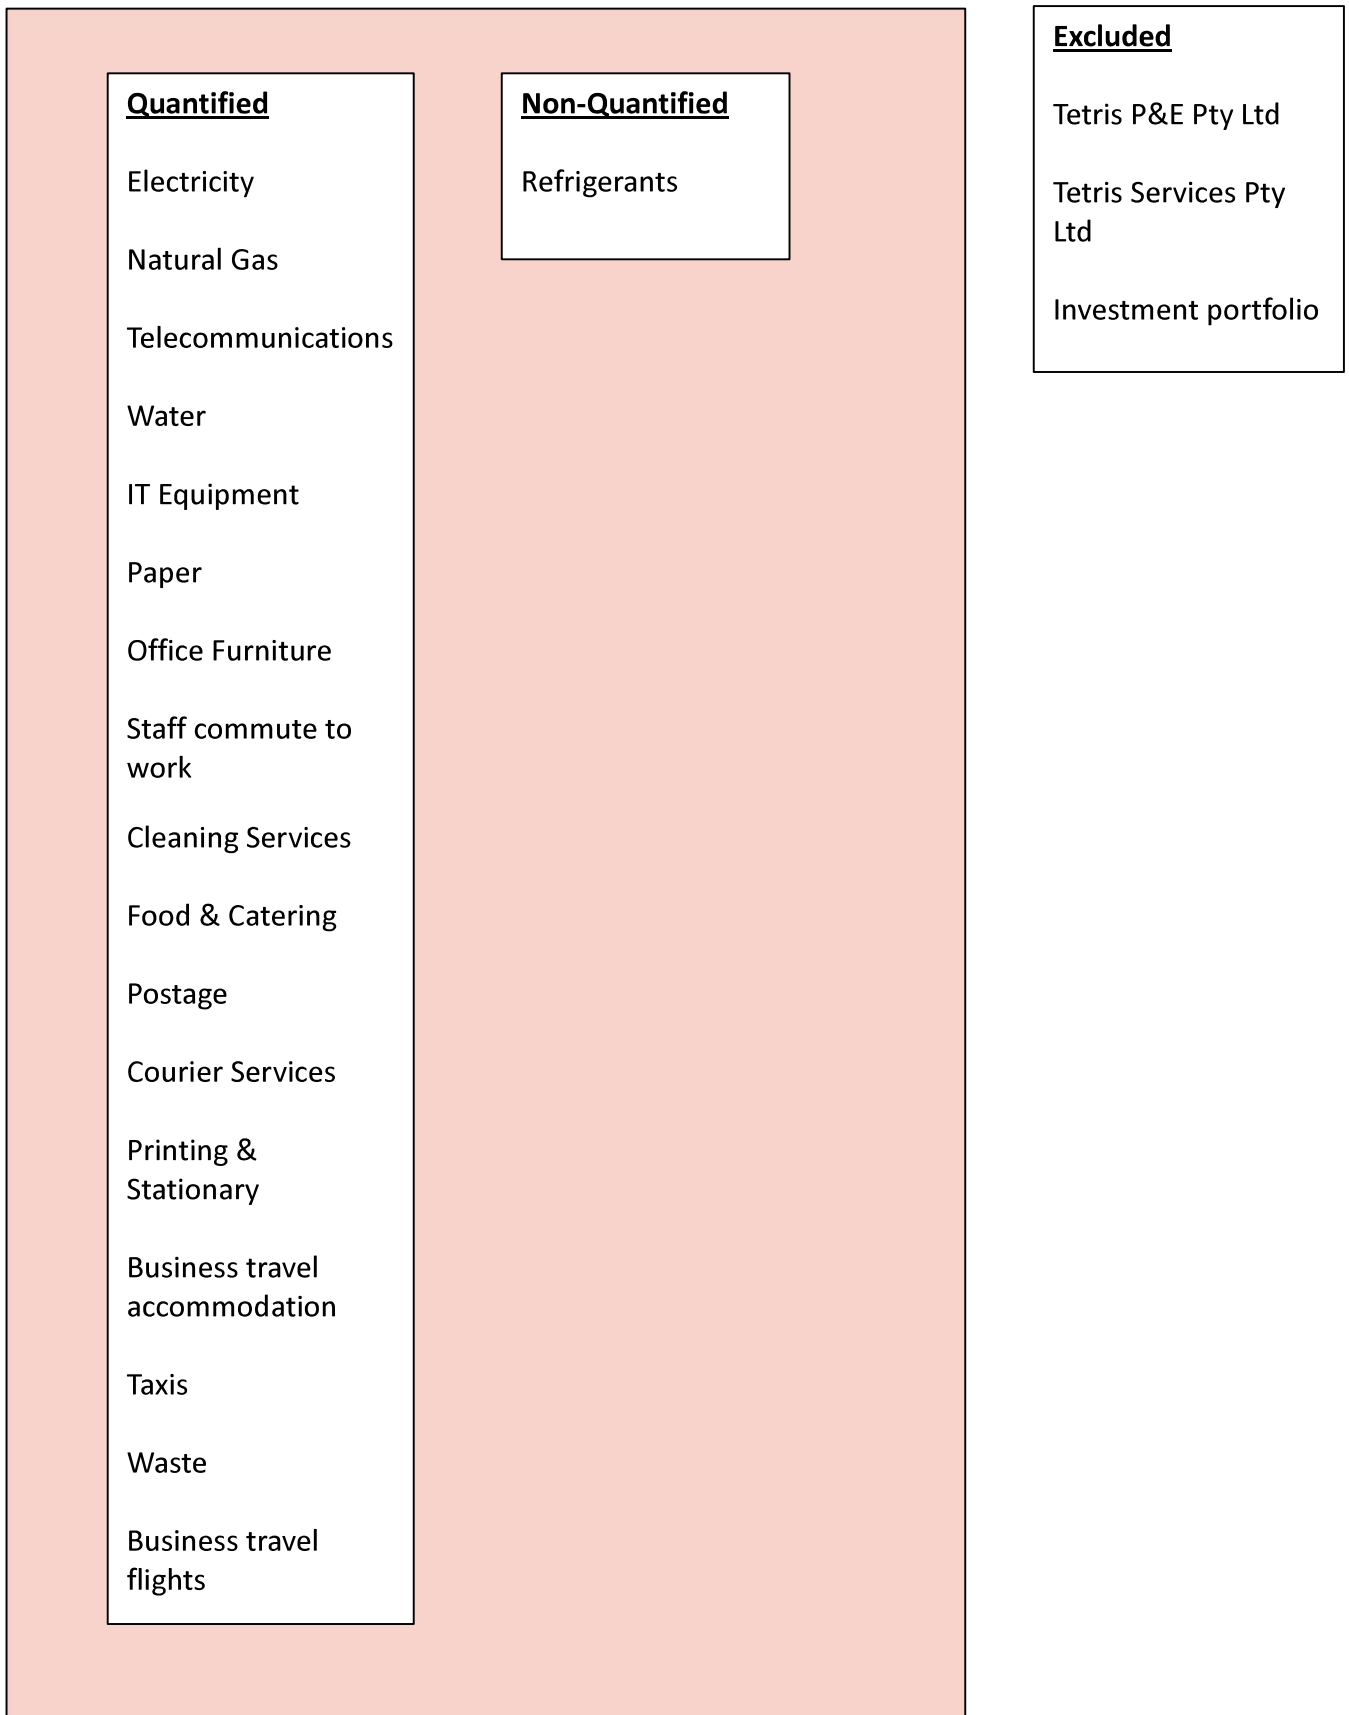 Quantified
Electricity
Natural Gas
Telecommunications
Water
IT Equipment
Paper
Office Furniture
Staff commute to
work
Cleaning Services
Food & Catering
Postage
Courier Services
Printing &
Stationary
Business travel
accommodation
Taxis
Waste
Business travel
flights
Non-Quantified
Refrigerants
Excluded
Tetris P&E Pty Ltd
Tetris Services Pty
Ltd
Investment portfolio